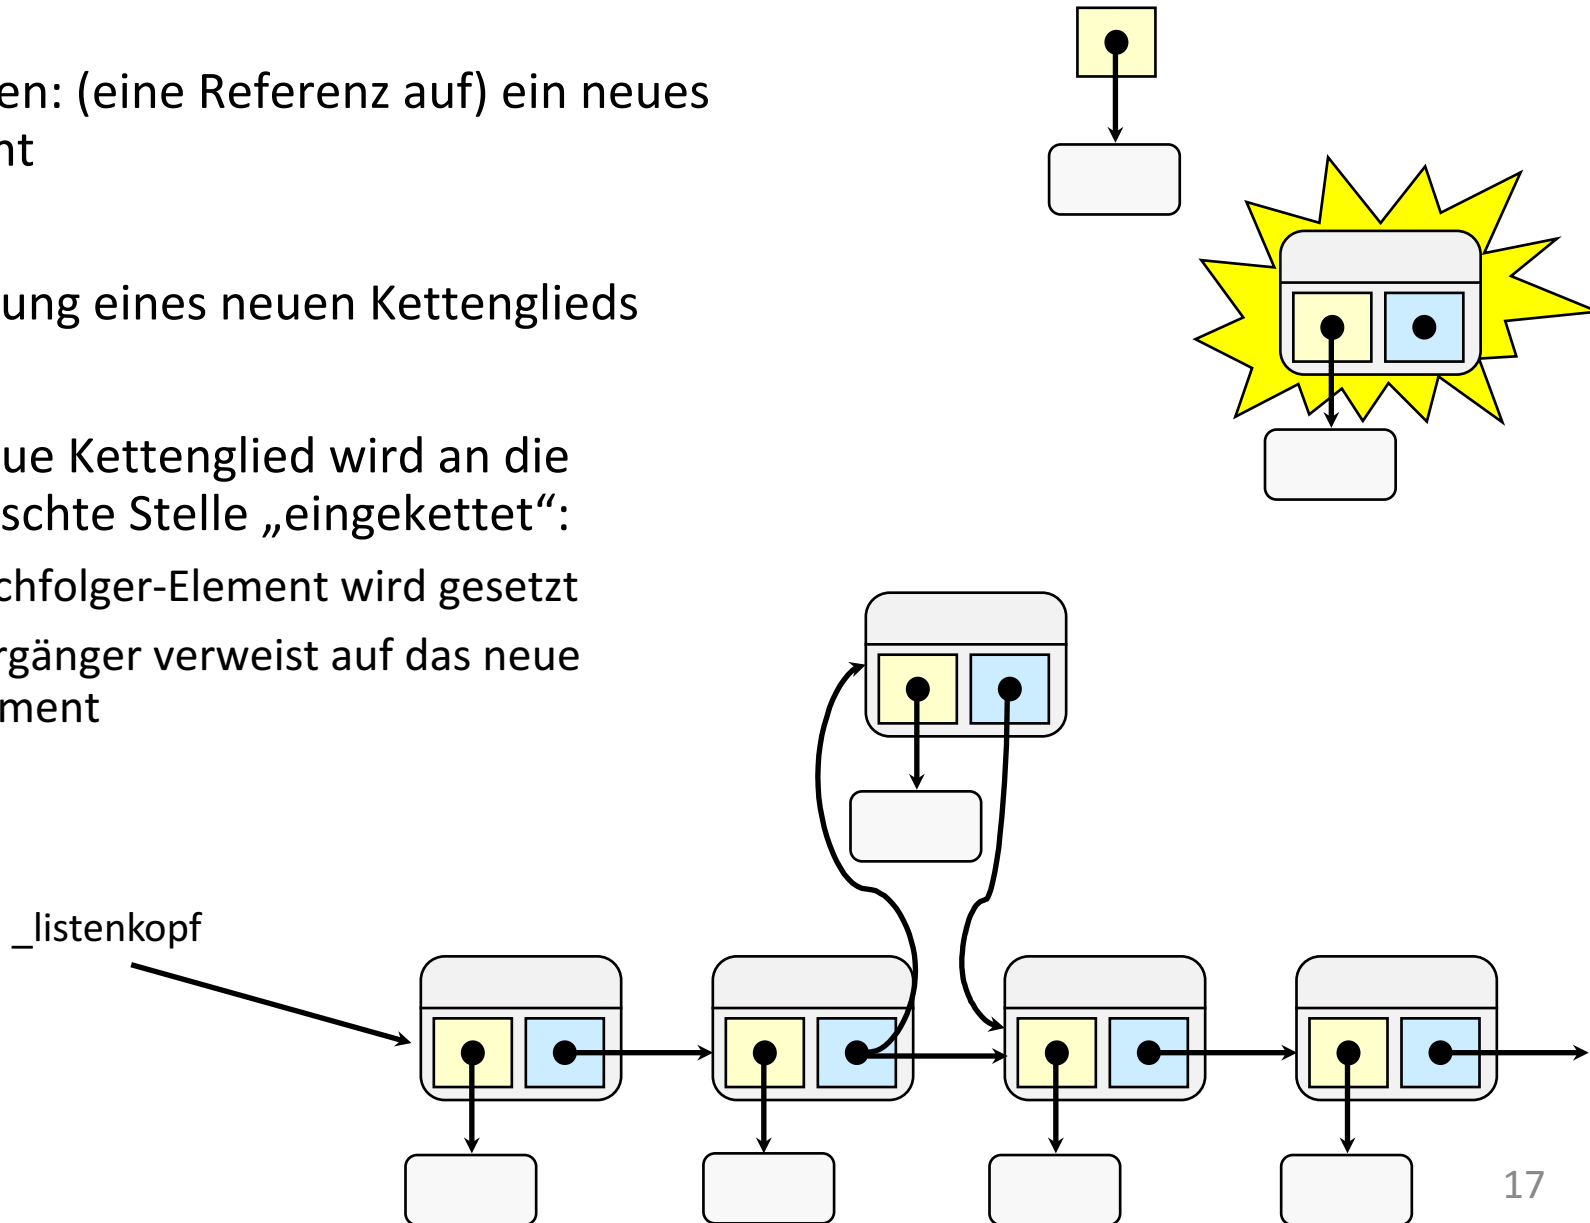 en: (eine Referenz auf) ein neues
nt
ung eines neuen Kettenglieds
ue Kettenglied wird an die
schte Stelle „eingekettet“:
chfolger-Element wird gesetzt
rgänger verweist auf das neue
ment
_listenkopf
17